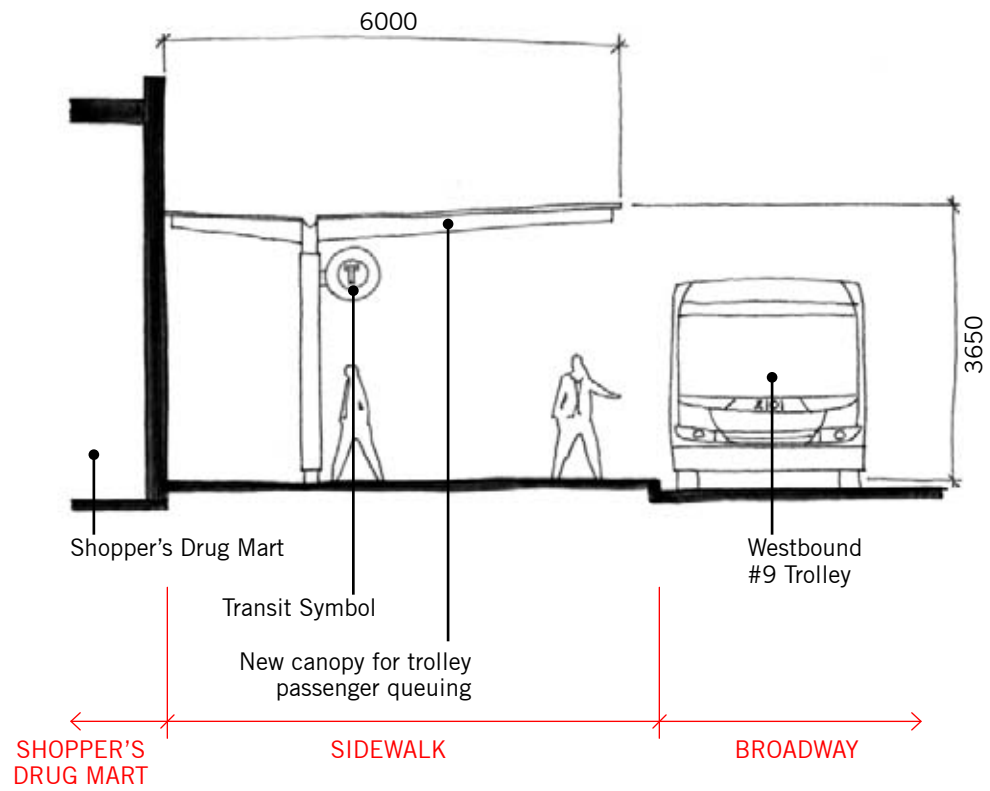 6000
T
3650
Shopper's Drug Mart
Westbound
#9 Trolley
Transit Symbol
New canopy for trolley
passenger queuing
SHOPPER'S
DRUG MART
SIDEWALK
BROADWAY